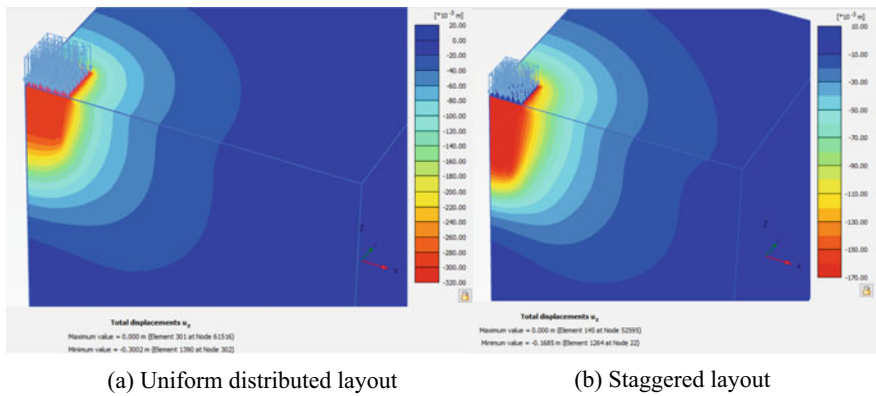 [*10⁻³ m]
20.00
0.00
-20.00
-40.00
-60.00
-80.00
-100.00
-120.00
-140.00
-160.00
-180.00
-200.00
-220.00
-240.00
-260.00
-280.00
-300.00
-320.00
Z
X
Total displacements u_z
Maximum value = 0.000 m (Element 301 at Node 61516)
Minimum value = -0.3002 m (Element 1390 at Node 302)
(a) Uniform distributed layout
[*10⁻³ m]
10.00
-10.00
-30.00
-50.00
-70.00
-90.00
-110.00
-130.00
-150.00
-170.00
Z
X
Total displacements u_z
Maximum value = 0.000 m (Element 145 at Node 52595)
Minimum value = -0.1685 m (Element 1264 at Node 22)
(b) Staggered layout